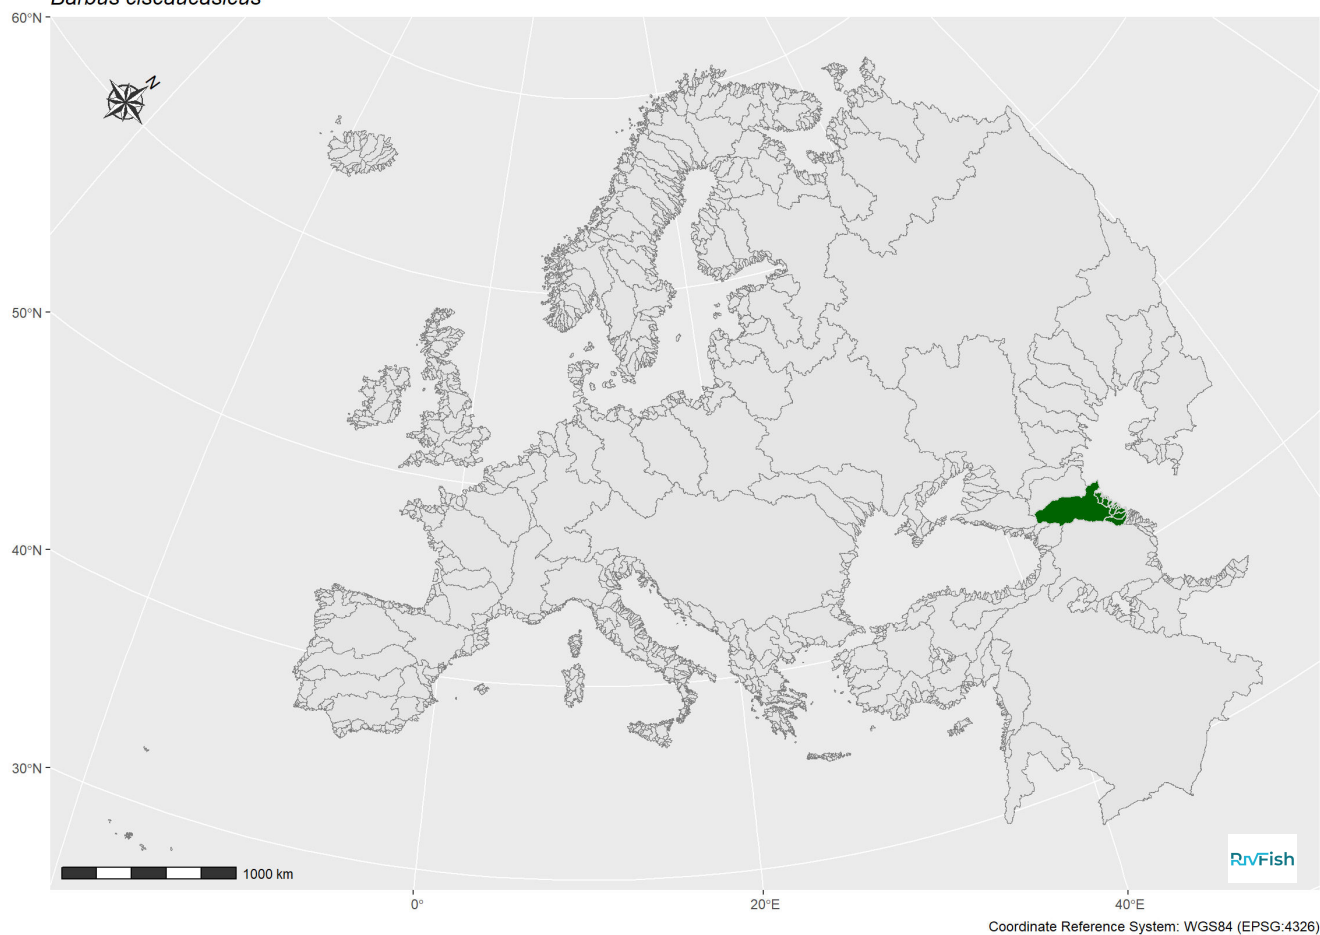 Barbus ciscaucasicus
60°N
N
50°N
40°N
30°N
1000 km
RivFish
0°
20°E
40°E
Coordinate Reference System: WGS84 (EPSG:4326)